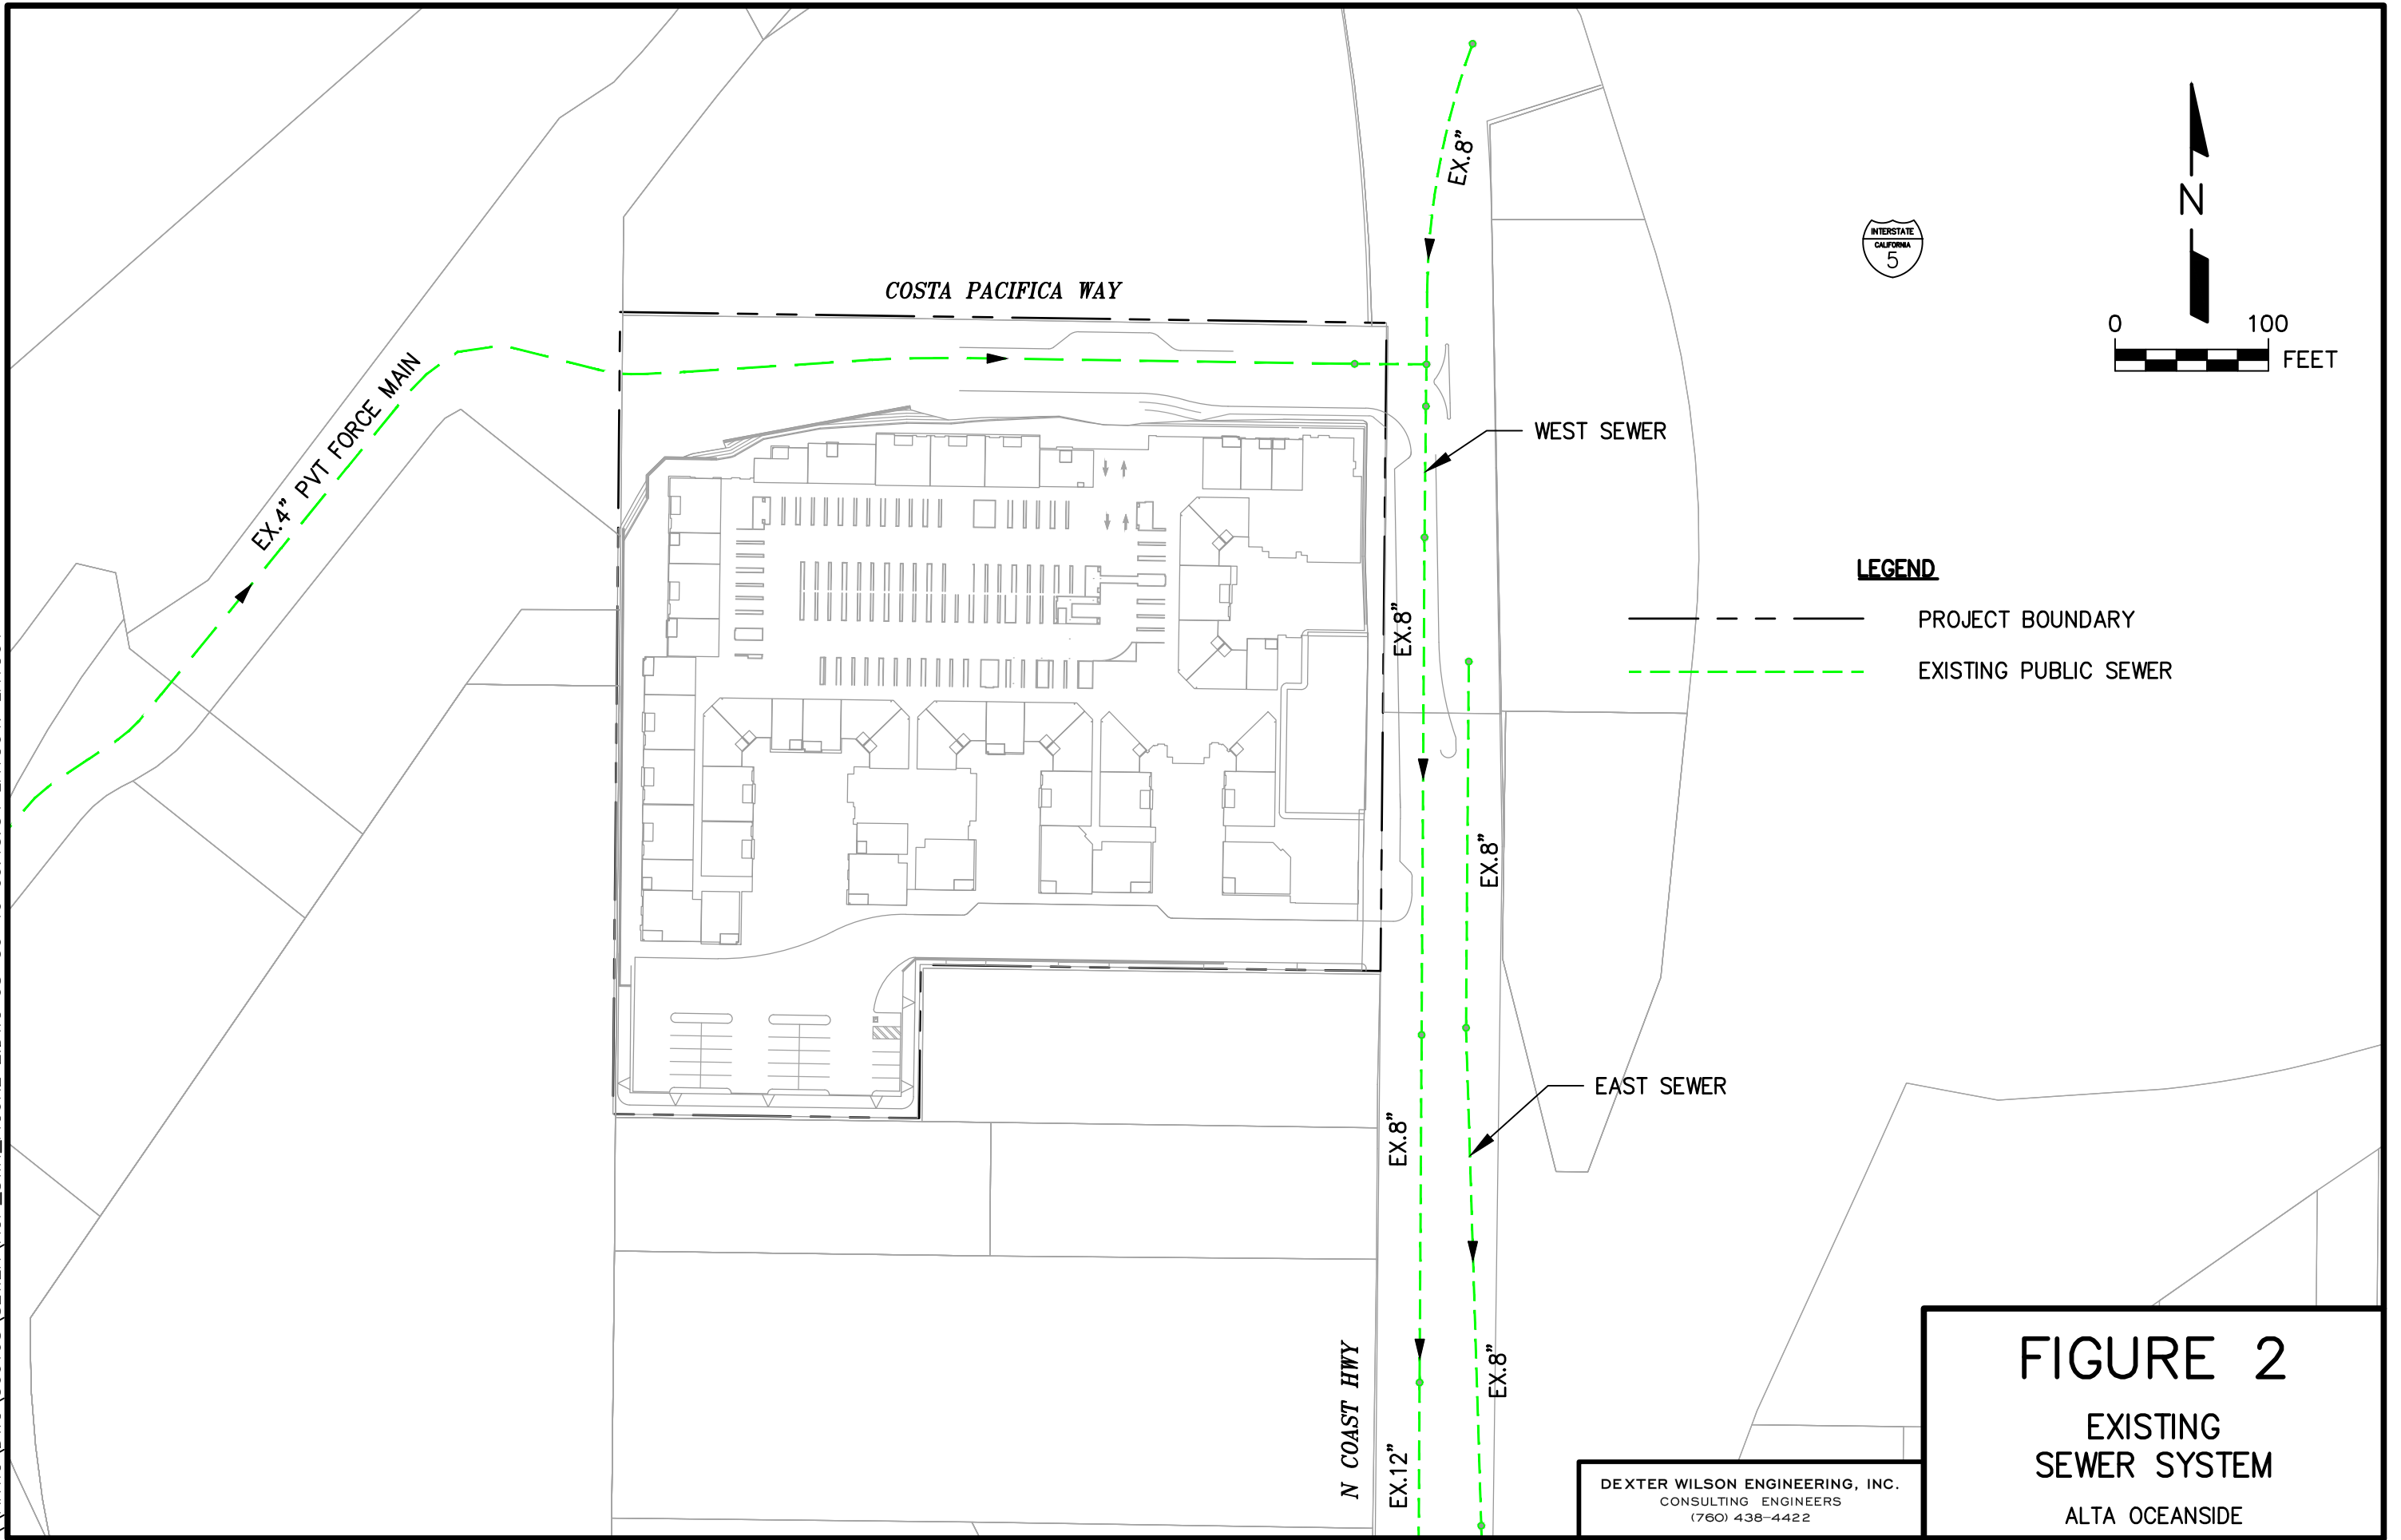 EX.8"
N
INTERSTATE
CALIFORNIA
5
COSTA PACIFICA WAY
0 100
FEET
EX.4" PVT FORCE MAIN
WEST SEWER
LEGEND
PROJECT BOUNDARY
EXISTING PUBLIC SEWER
EX.8"
EX.8"
EAST SEWER
EX.8"
EX.8"
N COAST HWY
EX.12"
FIGURE 2
EXISTING
SEWER SYSTEM
ALTA OCEANSIDE
DEXTER WILSON ENGINEERING, INC.
CONSULTING ENGINEERS
(760) 438-4422